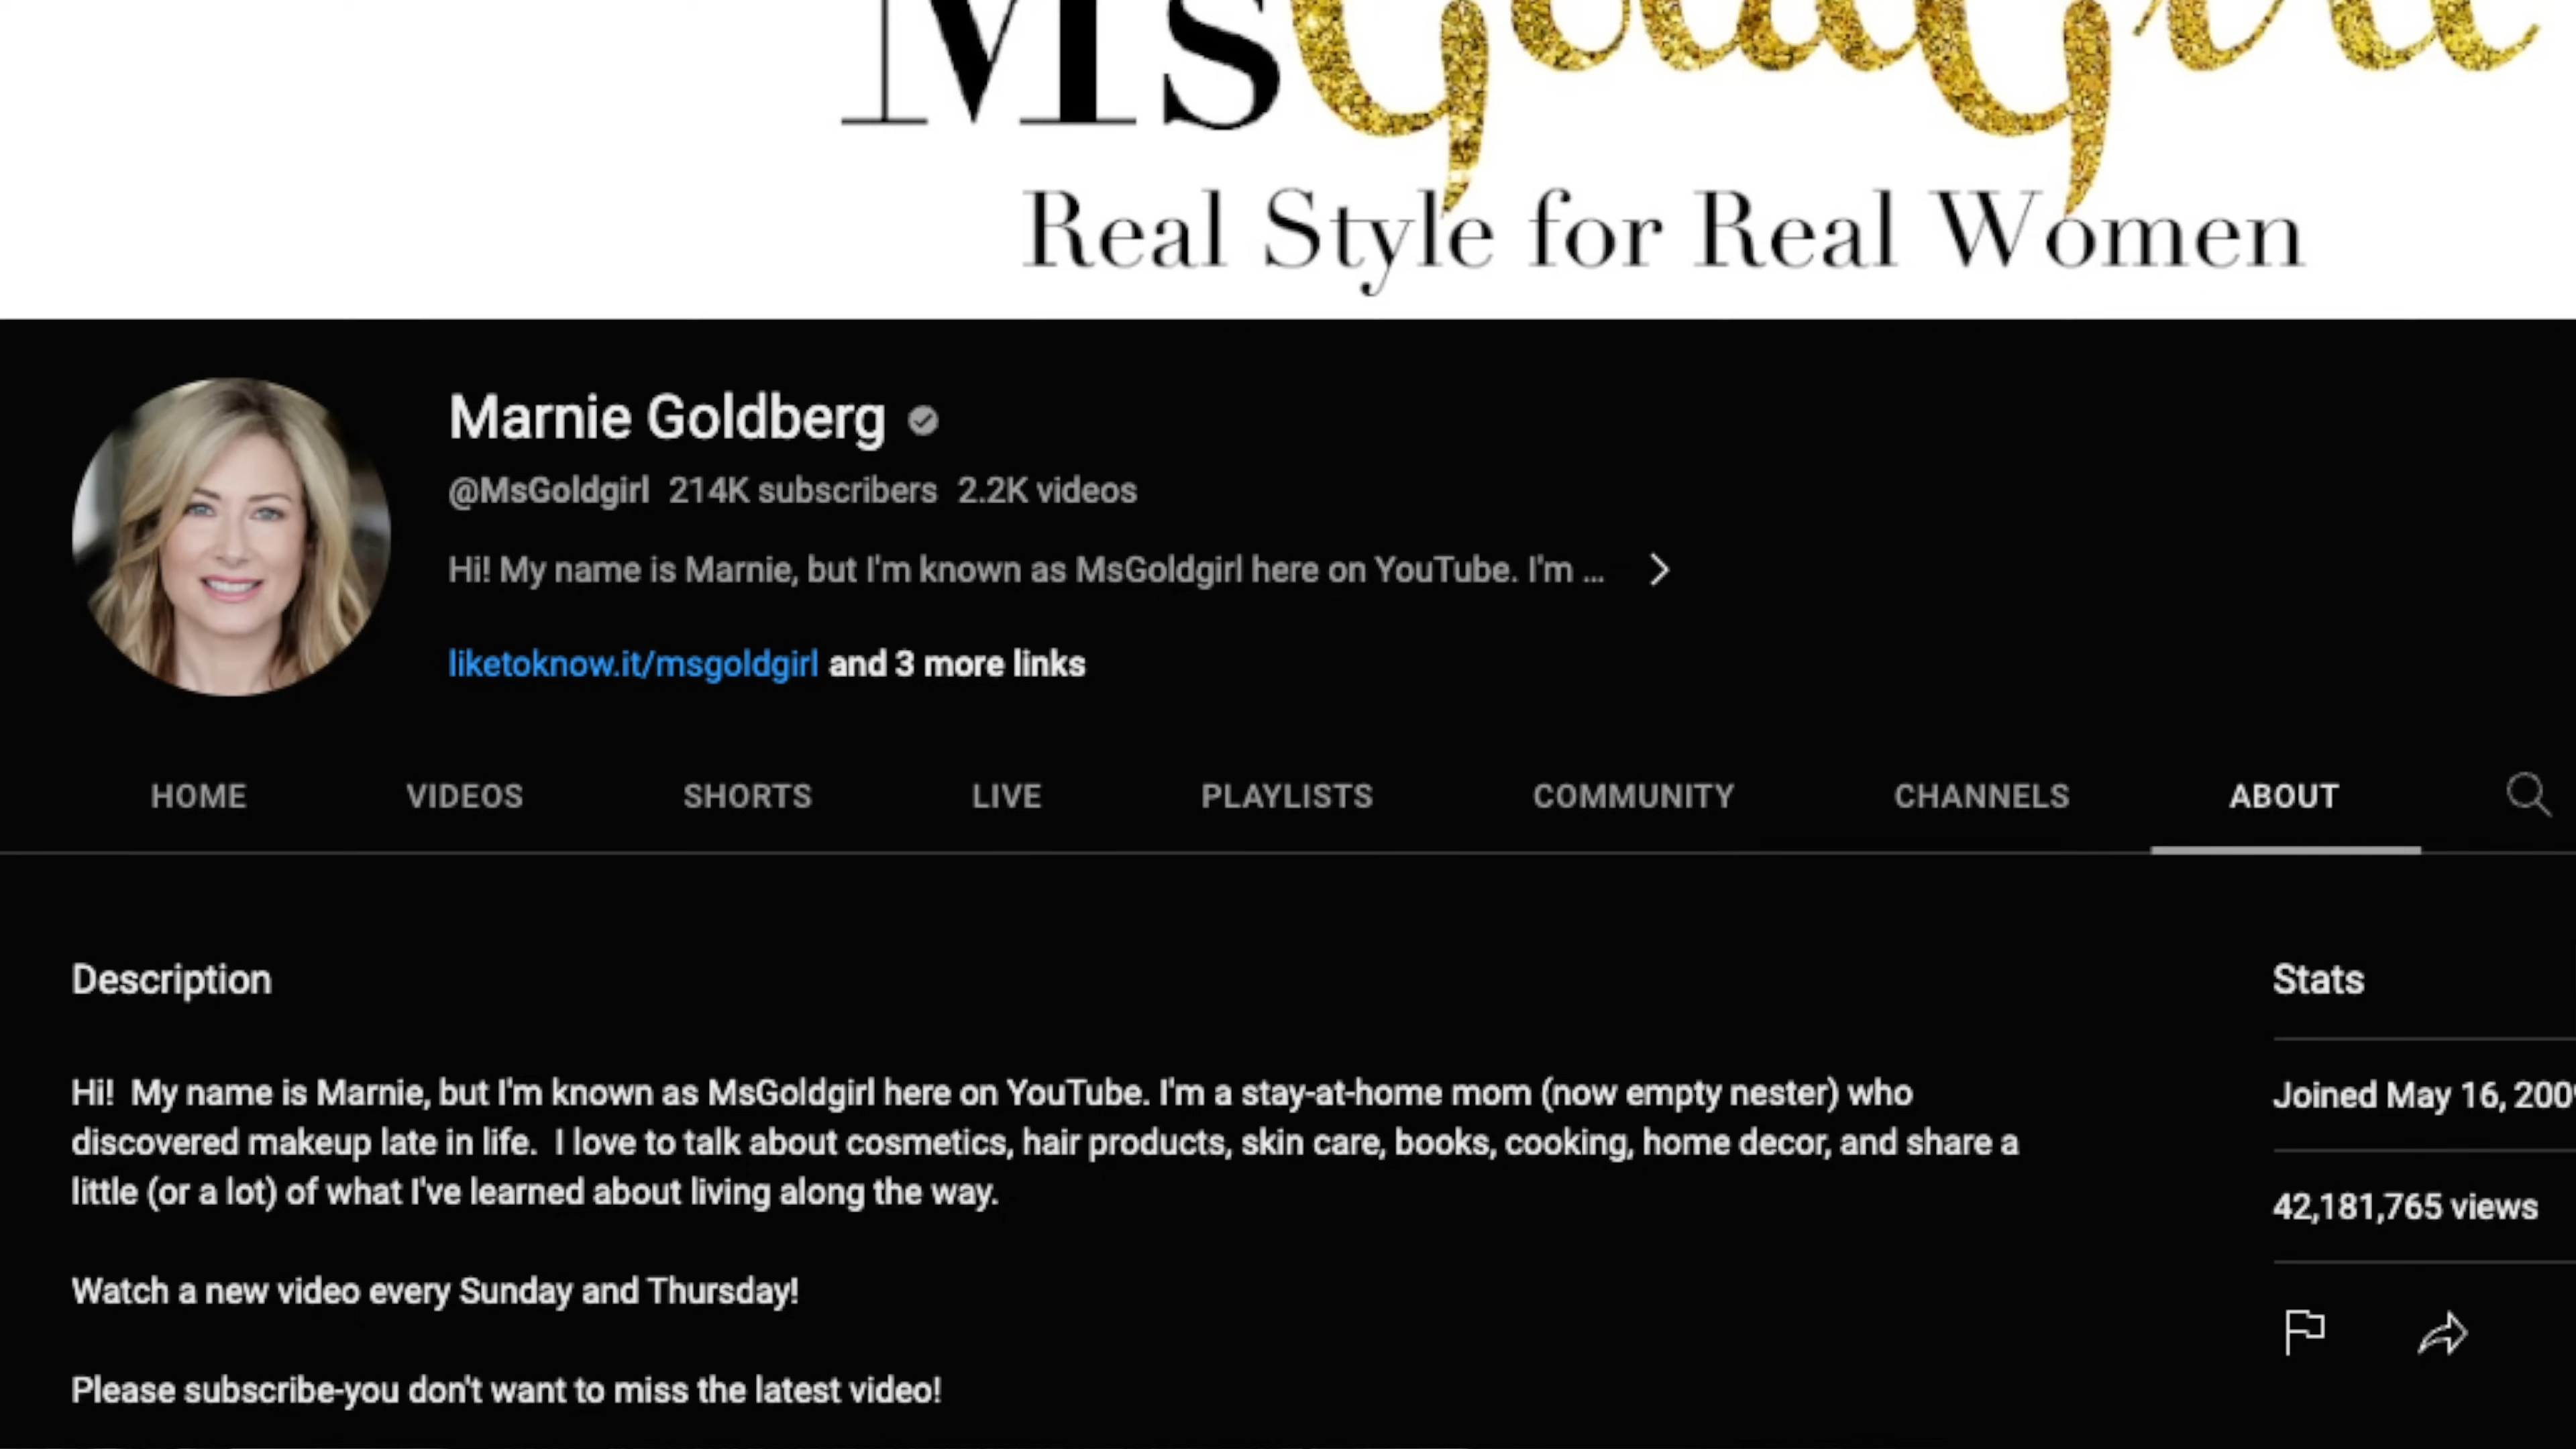 MsGoldGirl
Real Style for Real Women
Marnie Goldberg
@MsGoldgirl 214K subscribers 2.2K videos
Hi! My name is Marnie, but I'm known as MsGoldgirl here on YouTube. I'm ...
liketoknow.it/msgoldgirl and 3 more links
HOME VIDEOS SHORTS LIVE PLAYLISTS COMMUNITY CHANNELS ABOUT
Description
Hi! My name is Marnie, but I'm known as MsGoldgirl here on YouTube. I'm a stay-at-home mom (now empty nester) who
discovered makeup late in life. I love to talk about cosmetics, hair products, skin care, books, cooking, home decor, and share a
little (or a lot) of what I've learned about living along the way.
Watch a new video every Sunday and Thursday!
Please subscribe-you don't want to miss the latest video!
Stats
Joined May 16, 200
42,181,765 views